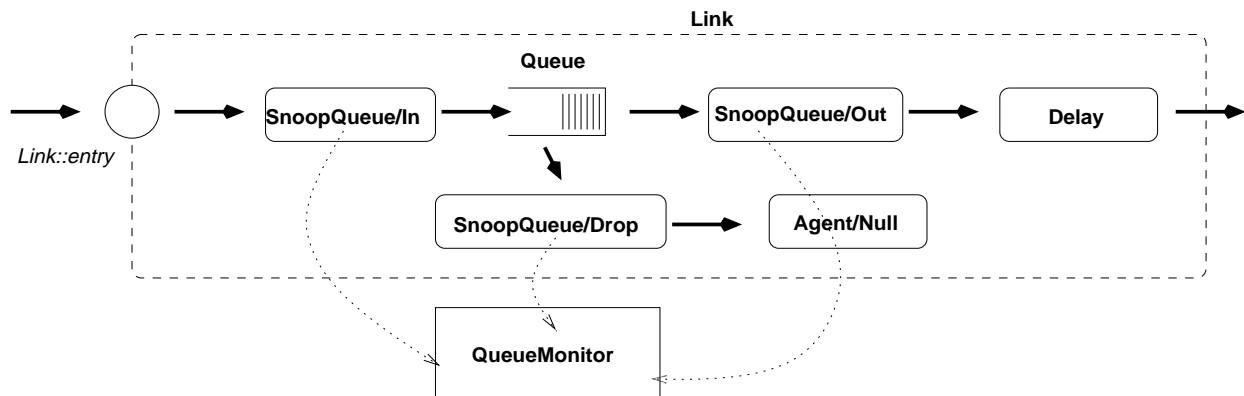 Link
Queue
SnoopQueue/In
SnoopQueue/Out
Delay
Link::entry
SnoopQueue/Drop
Agent/Null
QueueMonitor